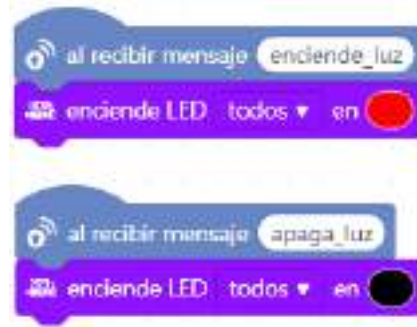 al recibir mensaje enciende_luz
enciende LED todos en
al recibir mensaje apaga_luz
enciende LED todos en